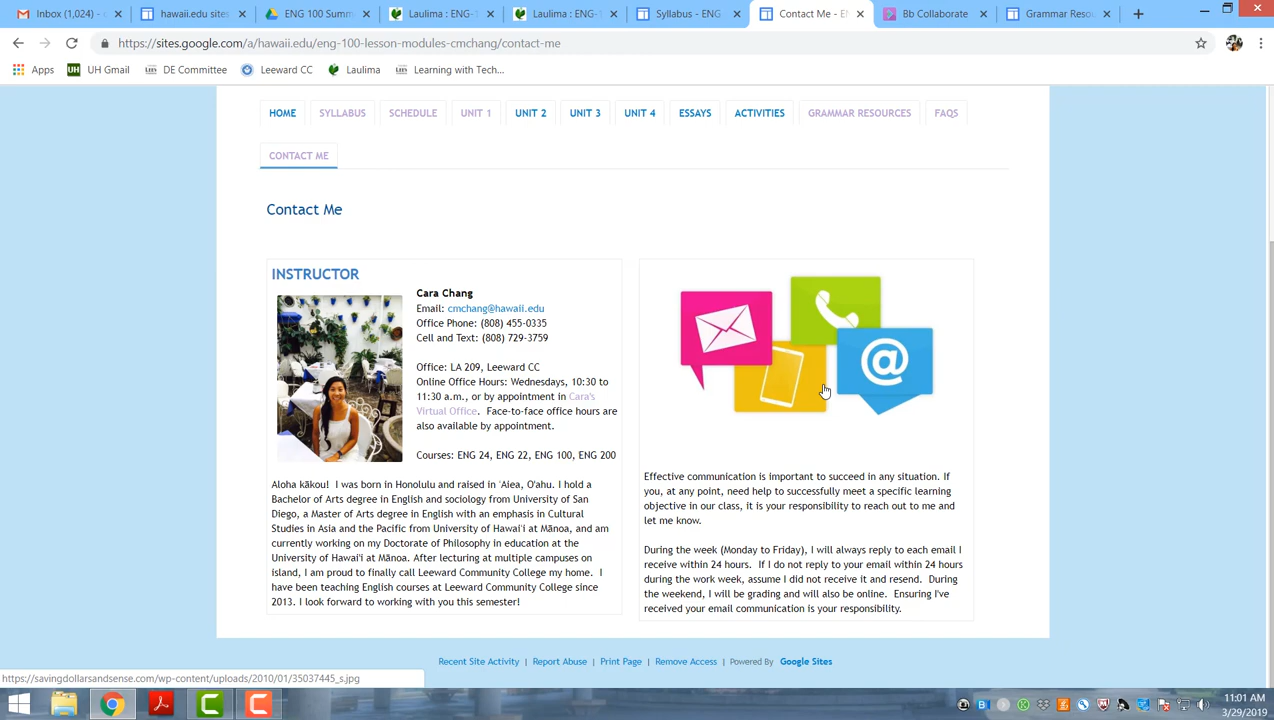 Inbox (1,024) -
hawaii.edu sites
ENG 100 Summ
Laulima : ENG-1
Laulima : ENG-1
Syllabus - ENG
Contact Me - EN
Bb Collaborate
Grammar Resou
https://sites.google.com/a/hawaii.edu/eng-100-lesson-modules-cmchang/contact-me
Apps
UH Gmail
DE Committee
Leeward CC
Laulima
Learning with Tech...
HOME
SYLLABUS
SCHEDULE
UNIT 1
UNIT 2
UNIT 3
UNIT 4
ESSAYS
ACTIVITIES
GRAMMAR RESOURCES
FAQS
CONTACT ME
Contact Me
INSTRUCTOR
Cara Chang
Email: cmchang@hawaii.edu
Office Phone: (808) 455-0335
Cell and Text: (808) 729-3759
Office: LA 209, Leeward CC
Online Office Hours: Wednesdays, 10:30 to
11:30 a.m., or by appointment in Cara's
Virtual Office. Face-to-face office hours are
also available by appointment.
Courses: ENG 24, ENG 22, ENG 100, ENG 200
Aloha kākou! I was born in Honolulu and raised in ʻAiea, O'ahu. I hold a
Bachelor of Arts degree in English and sociology from University of San
Diego, a Master of Arts degree in English with an emphasis in Cultural
Studies in Asia and the Pacific from University of Hawaiʻi at Mānoa, and am
currently working on my Doctorate of Philosophy in education at the
University of Hawai'i at Mānoa. After lecturing at multiple campuses on
island, I am proud to finally call Leeward Community College my home. I
have been teaching English courses at Leeward Community College since
2013. I look forward to working with you this semester!
@
Effective communication is important to succeed in any situation. If
you, at any point, need help to successfully meet a specific learning
objective in our class, it is your responsibility to reach out to me and
let me know.
During the week (Monday to Friday), I will always reply to each email I
receive within 24 hours. If I do not reply to your email within 24 hours
during the work week, assume I did not receive it and resend. During
the weekend, I will be grading and will also be online. Ensuring I've
received your email communication is your responsibility.
Recent Site Activity | Report Abuse | Print Page | Remove Access | Powered By Google Sites
https://savingdollarsandsense.com/wp-content/uploads/2010/01/35037445_s.jpg
11:01 AM
3/29/2019